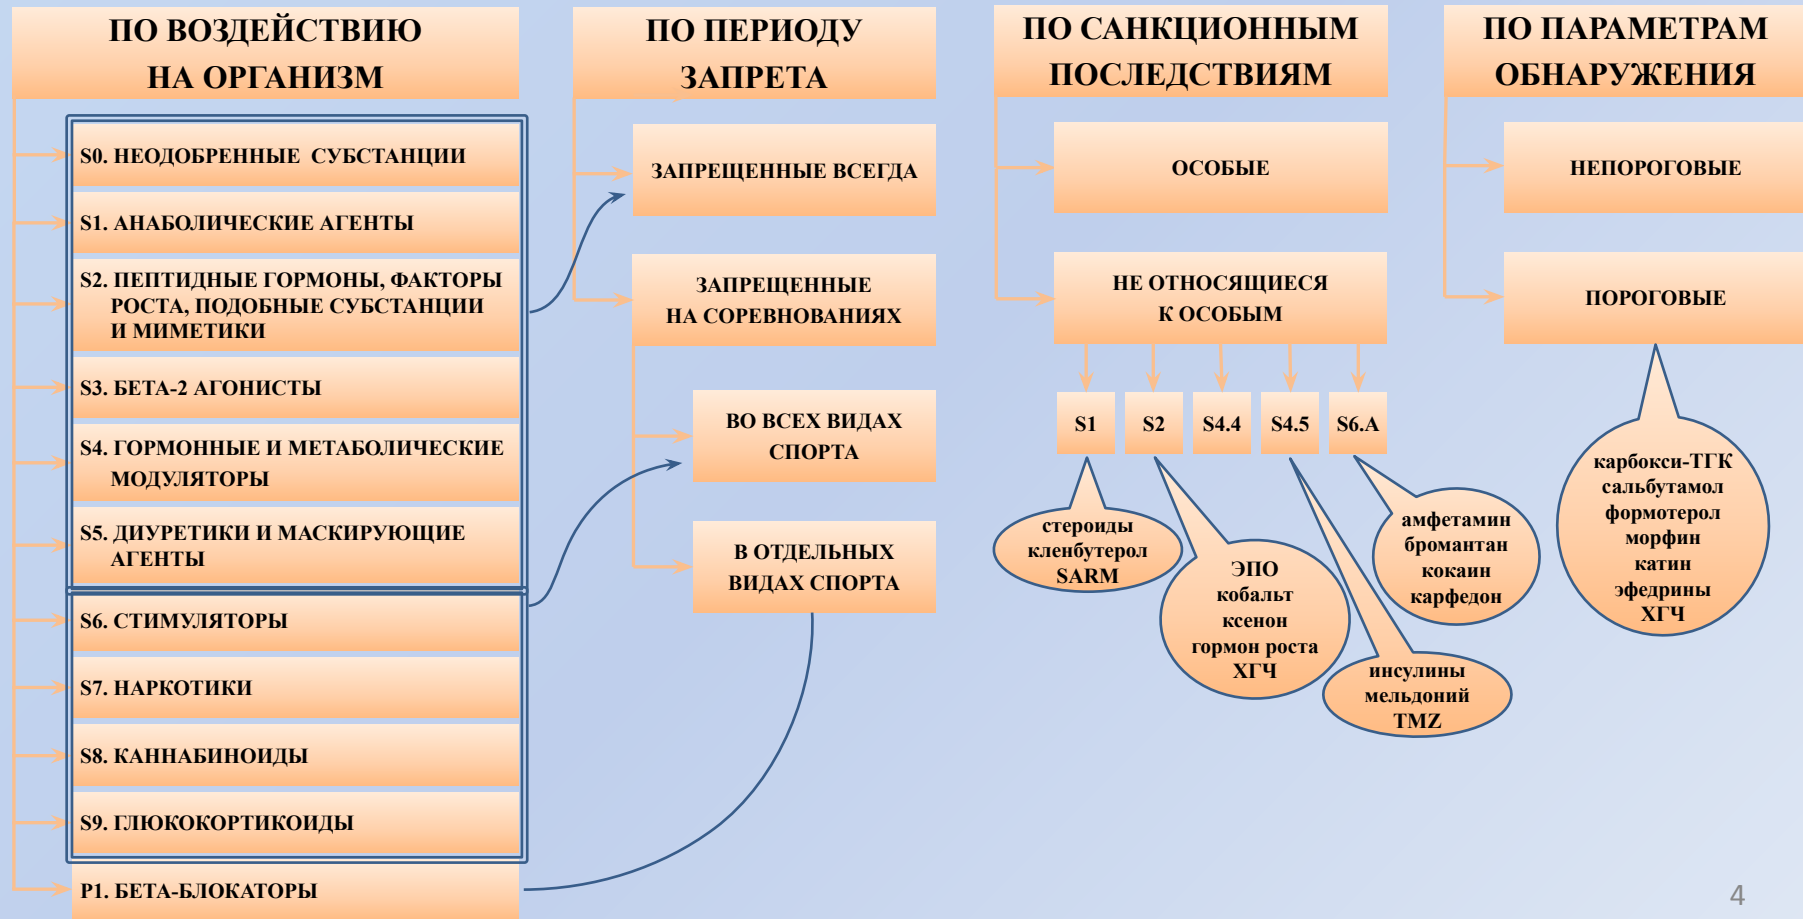 ПО ВОЗДЕЙСТВИЮ
НА ОРГАНИЗМ
S0. НЕОДОБРЕННЫЕ СУБСТАНЦИИ
S1. АНАБОЛИЧЕСКИЕ АГЕНТЫ
S2. ПЕПТИДНЫЕ ГОРМОНЫ, ФАКТОРЫ
РОСТА, ПОДОБНЫЕ СУБСТАНЦИИ
И МИМЕТИКИ
S3. БЕТА-2 АГОНИСТЫ
S4. ГОРМОННЫЕ И МЕТАБОЛИЧЕСКИЕ
МОДУЛЯТОРЫ
S5. ДИУРЕТИКИ И МАСКИРУЮЩИЕ
АГЕНТЫ
S6. СТИМУЛЯТОРЫ
S7. НАРКОТИКИ
S8. КАННАБИНОИДЫ
S9. ГЛЮКОКОРТИКОИДЫ
P1. БЕТА-БЛОКАТОРЫ
ПО ПЕРИОДУ
ЗАПРЕТА
ЗАПРЕЩЕННЫЕ ВСЕГДА
ЗАПРЕЩЕННЫЕ
НА СОРЕВНОВАНИЯХ
ВО ВСЕХ ВИДАХ
СПОРТА
В ОТДЕЛЬНЫХ
ВИДАХ СПОРТА
ПО САНКЦИОННЫМ
ПОСЛЕДСТВИЯМ
ОСОБЫЕ
НЕ ОТНОСЯЩИЕСЯ
К ОСОБЫМ
S1
S2
S4.4
S4.5
S6.A
стероиды
кленбутерол
SARM
ЭПО
кобальт
ксенон
гормон роста
ХГЧ
инсулины
мельдоний
TMZ
амфетамин
бромантан
кокаин
карфедон
ПО ПАРАМЕТРАМ
ОБНАРУЖЕНИЯ
НЕПОРОГОВЫЕ
ПОРОГОВЫЕ
карбокси-ТГК
сальбутамол
формотерол
морфин
катин
эфедрины
ХГЧ
4